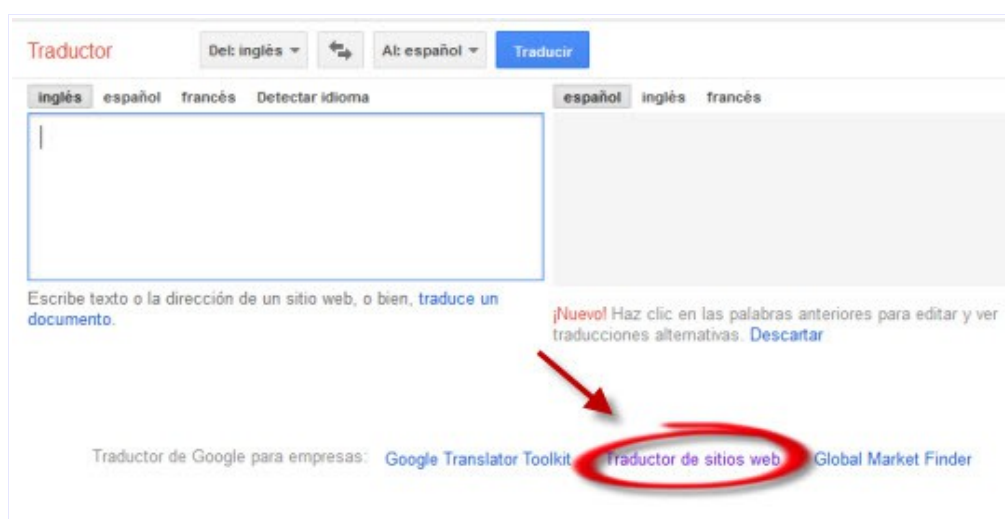 Traductor Del: inglés Al: español Traducir
inglés español francés Detectar idioma español inglés francés
Escribe texto o la dirección de un sitio web, o bien, traduce un
documento.
¡Nuevo! Haz clic en las palabras anteriores para editar y ver
traducciones alternativas. Descartar
Traductor de Google para empresas: Google Translator Toolkit Traductor de sitios web Global Market Finder